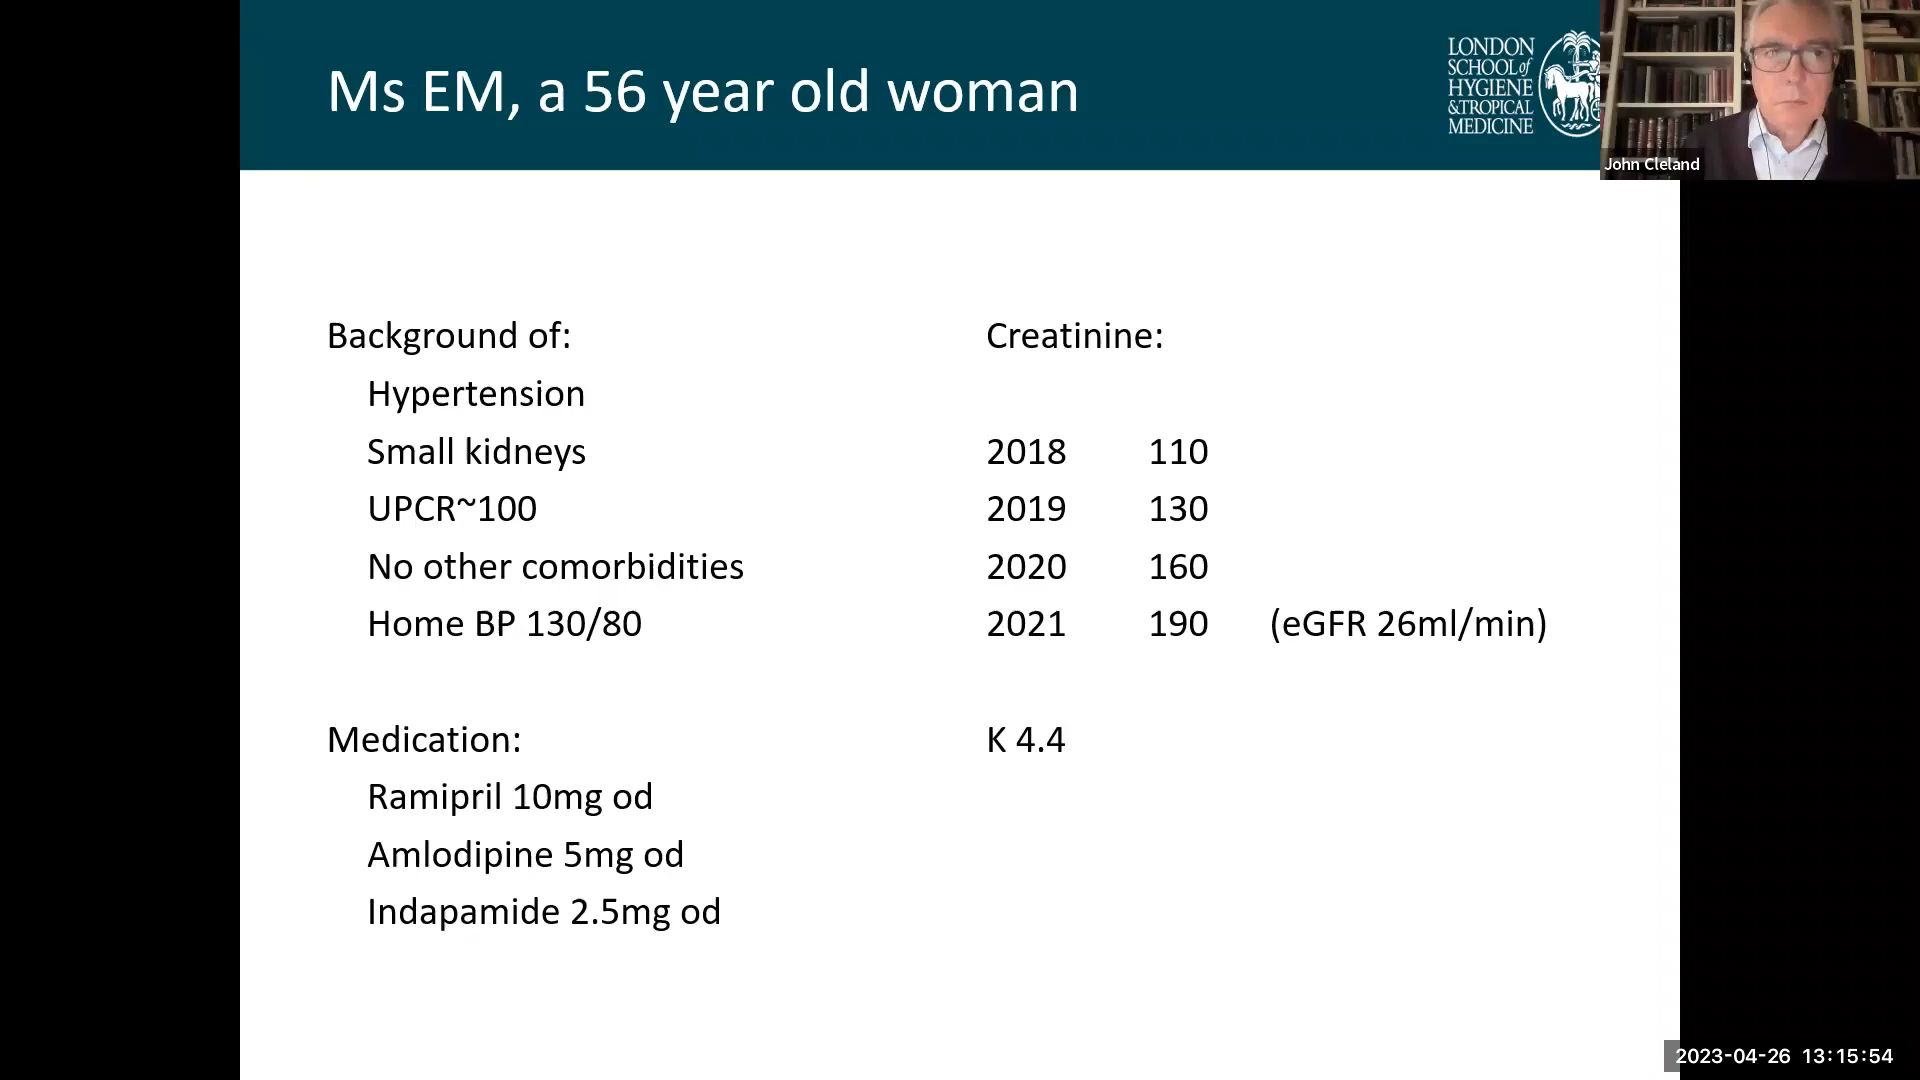 Ms EM, a 56 year old woman
LONDON
SCHOOL of
HYGIENE
&TROPICAL
MEDICINE
John Cleland
Background of:
Hypertension
Small kidneys
UPCR~100
No other comorbidities
Home BP 130/80
Medication:
Ramipril 10mg od
Amlodipine 5mg od
Indapamide 2.5mg od
Creatinine:
2018 110
2019 130
2020 160
2021 190 (eGFR 26ml/min)
K 4.4
2023-04-26 13:15:54